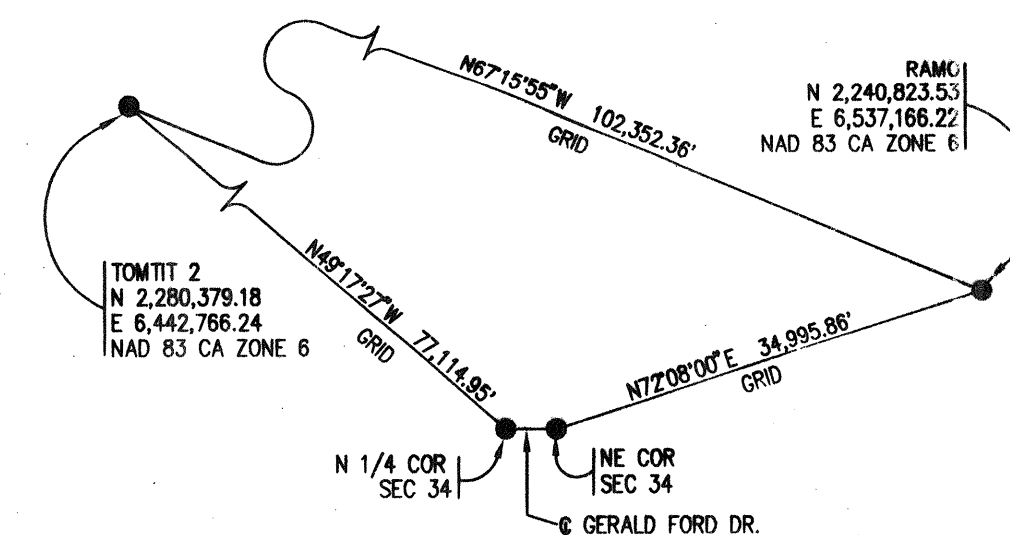 N67°15'55"W 102,352.36'
GRID
RAMO
N 2,240,823.53
E 6,537,166.22
NAD 83 CA ZONE 6
TOMTIT 2
N 2,280,379.18
E 6,442,766.24
NAD 83 CA ZONE 6
N49°17'27"W 77,114.95'
GRID
N72°08'00"E 34,995.86'
GRID
N 1/4 COR
SEC 34
NE COR
SEC 34
℄ GERALD FORD DR.